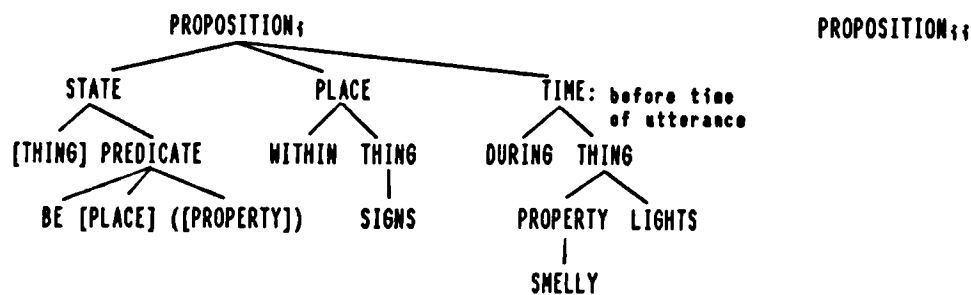 PROPOSITIONi PROPOSITIONii
STATE PLACE TIME: before time
of utterance
[THING] PREDICATE WITHIN THING DURING THING
BE [PLACE] ([PROPERTY]) SIGNS PROPERTY LIGHTS
SMELLY